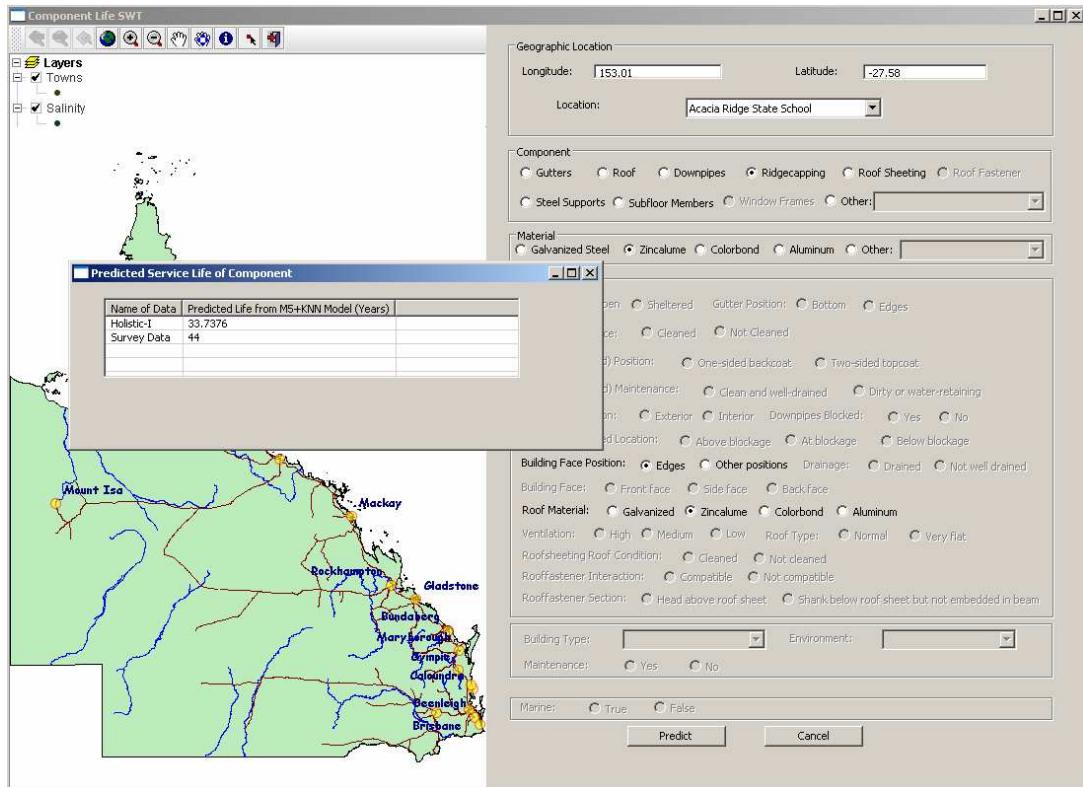 Component Life SWT
Layers
Towns
Salinity
Geographic Location
Longitude: 153.01 Latitude: -27.58
Location: Acacia Ridge State School
Component
Gutters Roof Downpipes Ridgecapping Roof Sheeting Roof Fastener
Steel Supports Subfloor Members Window Frames Other:
Material
Galvanized Steel Zincalume Colorbond Aluminum Other:
Predicted Service Life of Component
Name of Data Predicted Life from M5+KNN Model (Years)
Holistic-I 33.7376
Survey Data 44
Sheltered Gutter Position: Bottom Edges
Cleaned Not Cleaned
Position: One-sided backcoat Two-sided topcoat
Maintenance: Clean and well-drained Dirty or water-retaining
Exterior Interior Downpipes Blocked: Yes No
Location: Above blockage At blockage Below blockage
Building Face Position: Edges Other positions Drainage: Drained Not well drained
Building Face: Front face Side face Back face
Roof Material: Galvanized Zincalume Colorbond Aluminum
Ventilation: High Medium Low Roof Type: Normal Very flat
Roofsheeting Roof Condition: Cleaned Not cleaned
Rooffastener Interaction: Compatible Not compatible
Rooffastener Section: Head above roof sheet Shank below roof sheet but not embedded in beam
Building Type: Environment:
Maintenance: Yes No
Marine: True False
Predict Cancel
Mount Isa
Mackay
Rockhampton
Gladstone
Bundaberg
Maryborough
Gympie
Caloundra
Beenleigh
Brisbane